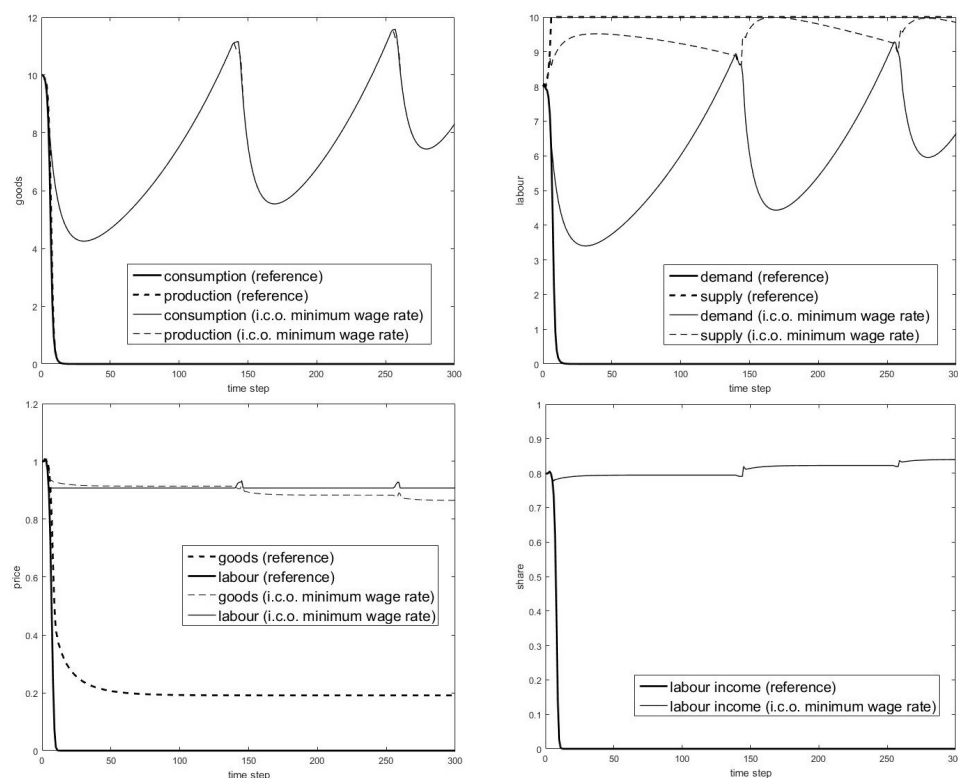 12
10
8
6
4
2
0
goods
0 50 100 150 200 250 300
time step
consumption (reference)
production (reference)
consumption (i.c.o. minimum wage rate)
production (i.c.o. minimum wage rate)
10
9
8
7
6
5
4
3
2
1
0
labour
0 50 100 150 200 250 300
time step
demand (reference)
supply (reference)
demand (i.c.o. minimum wage rate)
supply (i.c.o. minimum wage rate)
1.2
1
0.8
0.6
0.4
0.2
0
price
0 50 100 150 200 250 300
time step
goods (reference)
labour (reference)
goods (i.c.o. minimum wage rate)
labour (i.c.o. minimum wage rate)
1
0.9
0.8
0.7
0.6
0.5
0.4
0.3
0.2
0.1
0
share
0 50 100 150 200 250 300
time step
labour income (reference)
labour income (i.c.o. minimum wage rate)